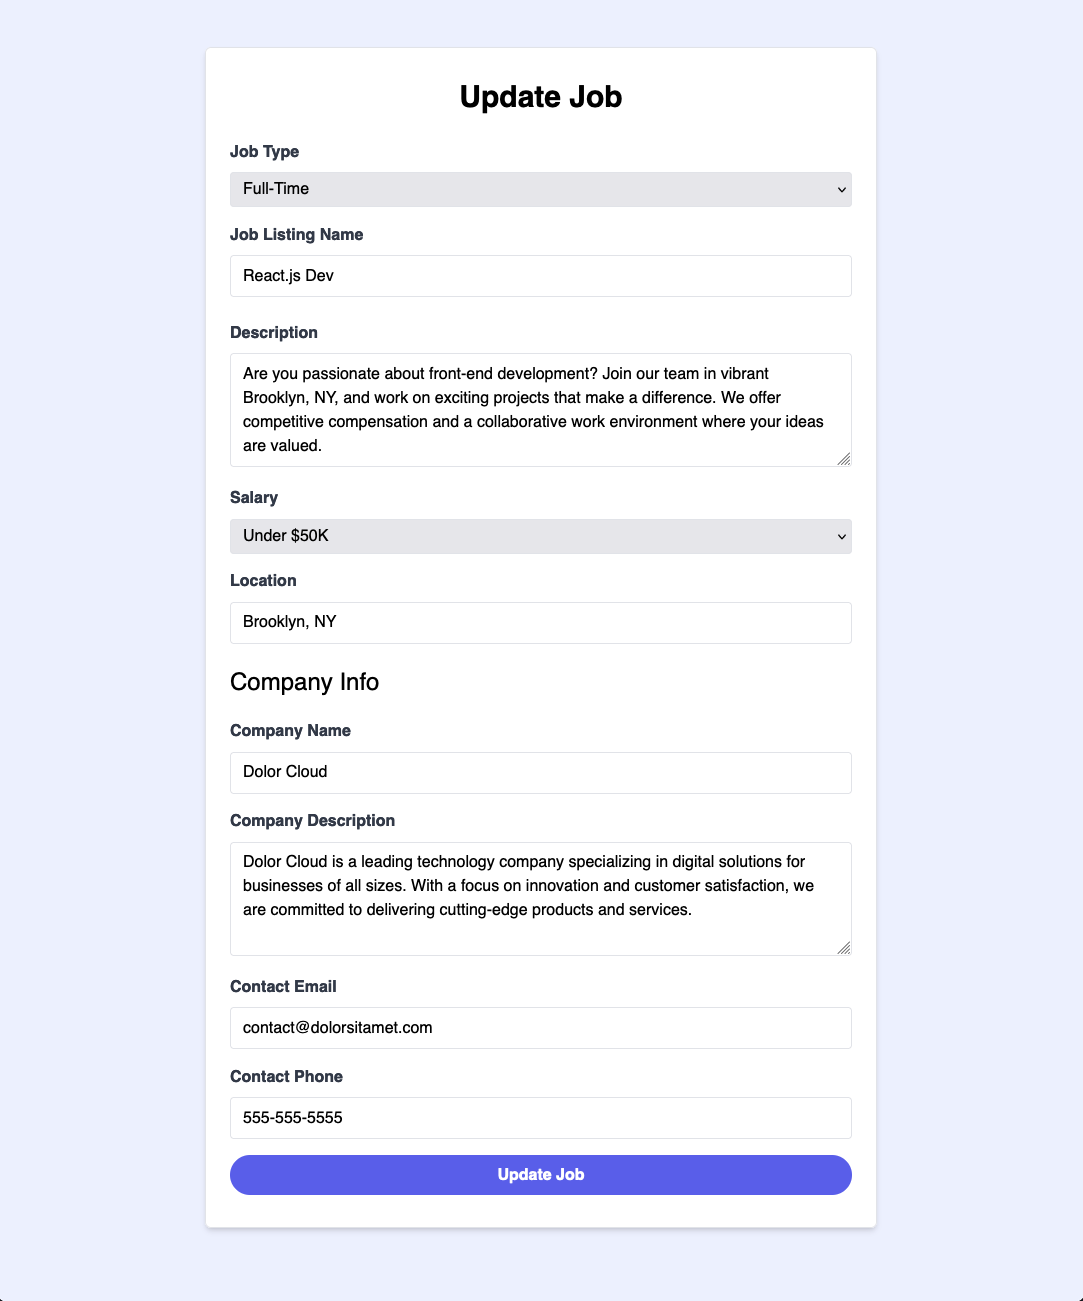 Update Job
Job Type
Full-Time
Job Listing Name
React.js Dev
Description
Are you passionate about front-end development? Join our team in vibrant
Brooklyn, NY, and work on exciting projects that make a difference. We offer
competitive compensation and a collaborative work environment where your ideas
are valued.
Salary
Under $50K
Location
Brooklyn, NY
Company Info
Company Name
Dolor Cloud
Company Description
Dolor Cloud is a leading technology company specializing in digital solutions for
businesses of all sizes. With a focus on innovation and customer satisfaction, we
are committed to delivering cutting-edge products and services.
Contact Email
contact@dolorsitamet.com
Contact Phone
555-555-5555
Update Job